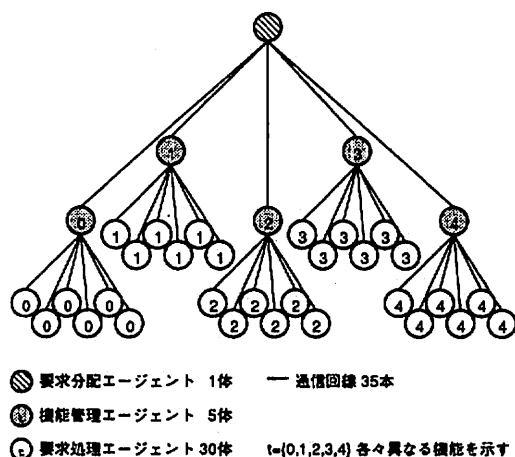 1 3
0 2 4
1 1 1 3 3 3
1 1 1 3 3 3
0 0 0 2 2 2 4 4 4
0 0 0 2 2 2 4 4 4
要求分配エージェント 1体 ― 通信回線 35本
t 機能管理エージェント 5体
t 要求処理エージェント 30体 t={0,1,2,3,4} 各々異なる機能を示す